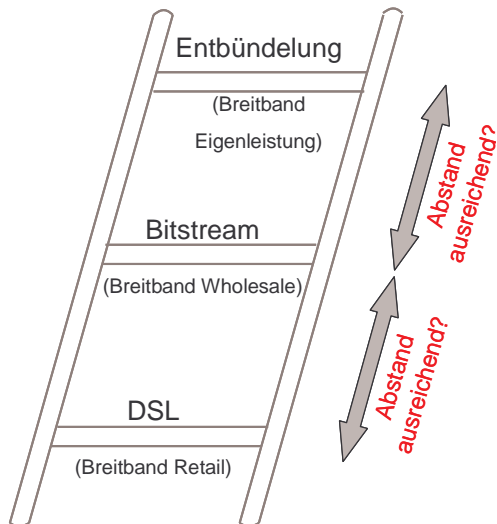 Entbündelung
(Breitband
Eigenleistung)
Abstand
ausreichend?
Bitstream
(Breitband Wholesale)
Abstand
ausreichend?
DSL
(Breitband Retail)